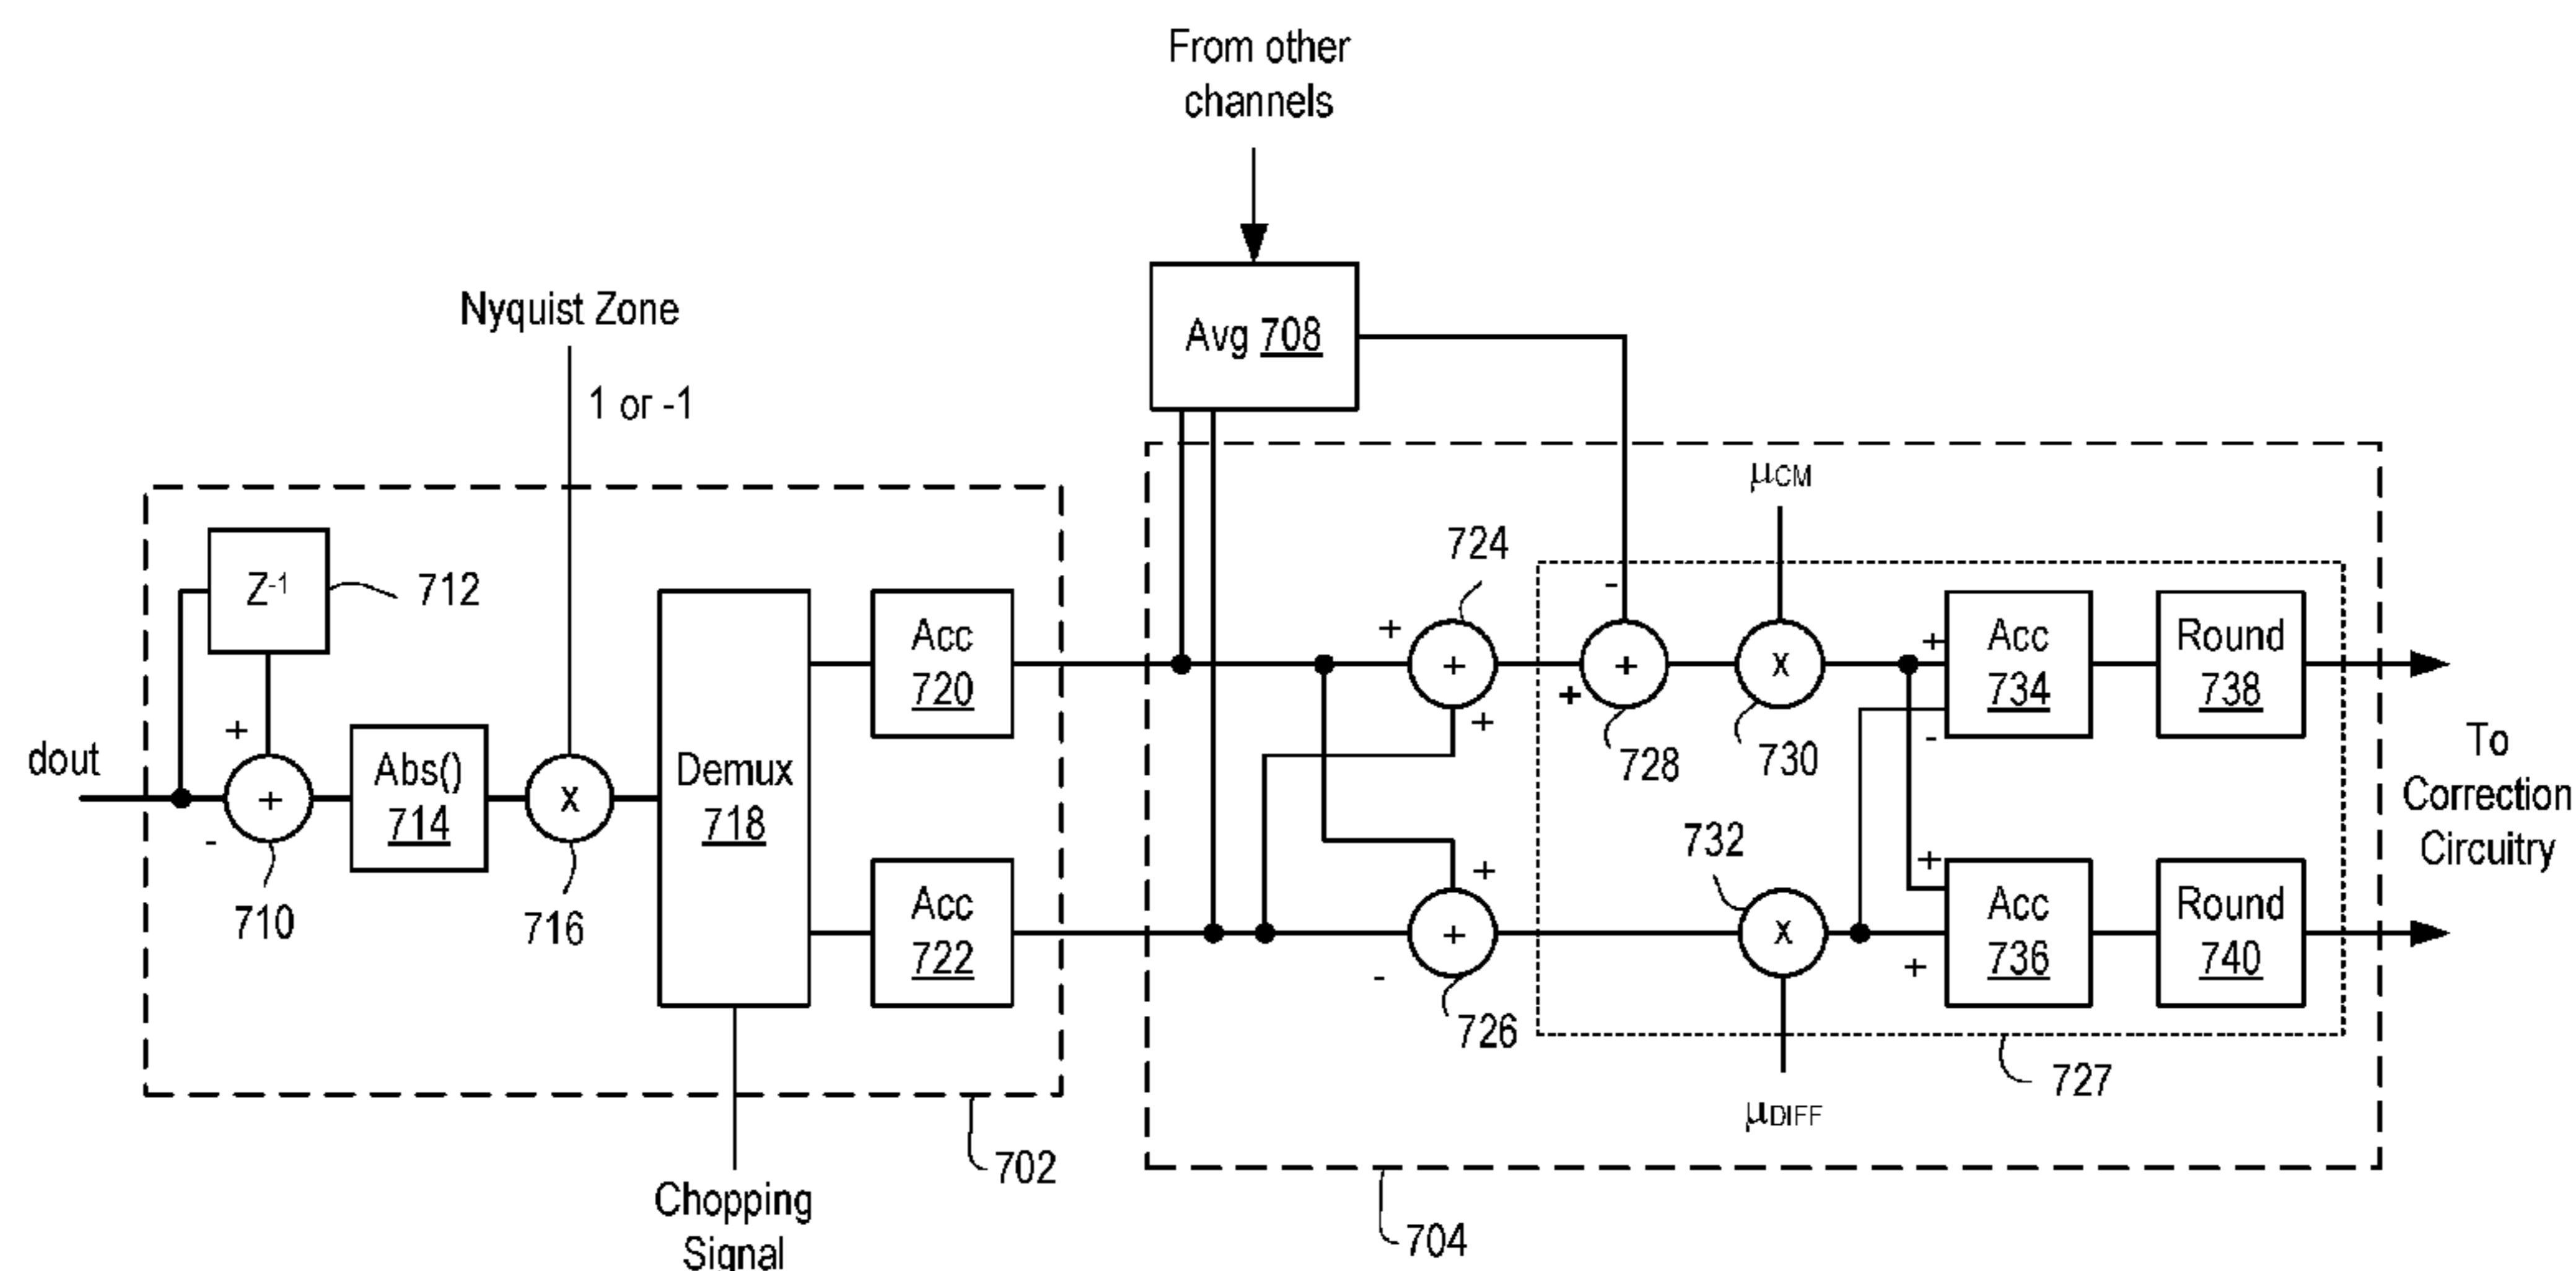 From other
channels
Nyquist Zone
1 or -1
Avg 708
μCM
724
Z-1
712
-
+
+
+
-
+
+
+
x
Acc
720
Acc
734
Round
738
728
730
-
dout
+
-
+
Abs()
714
x
Demux
718
710
716
732
+
+
Acc
722
-
+
x
+
Acc
736
Round
740
726
To
Correction
Circuitry
727
μDIFF
702
704
Chopping
Signal